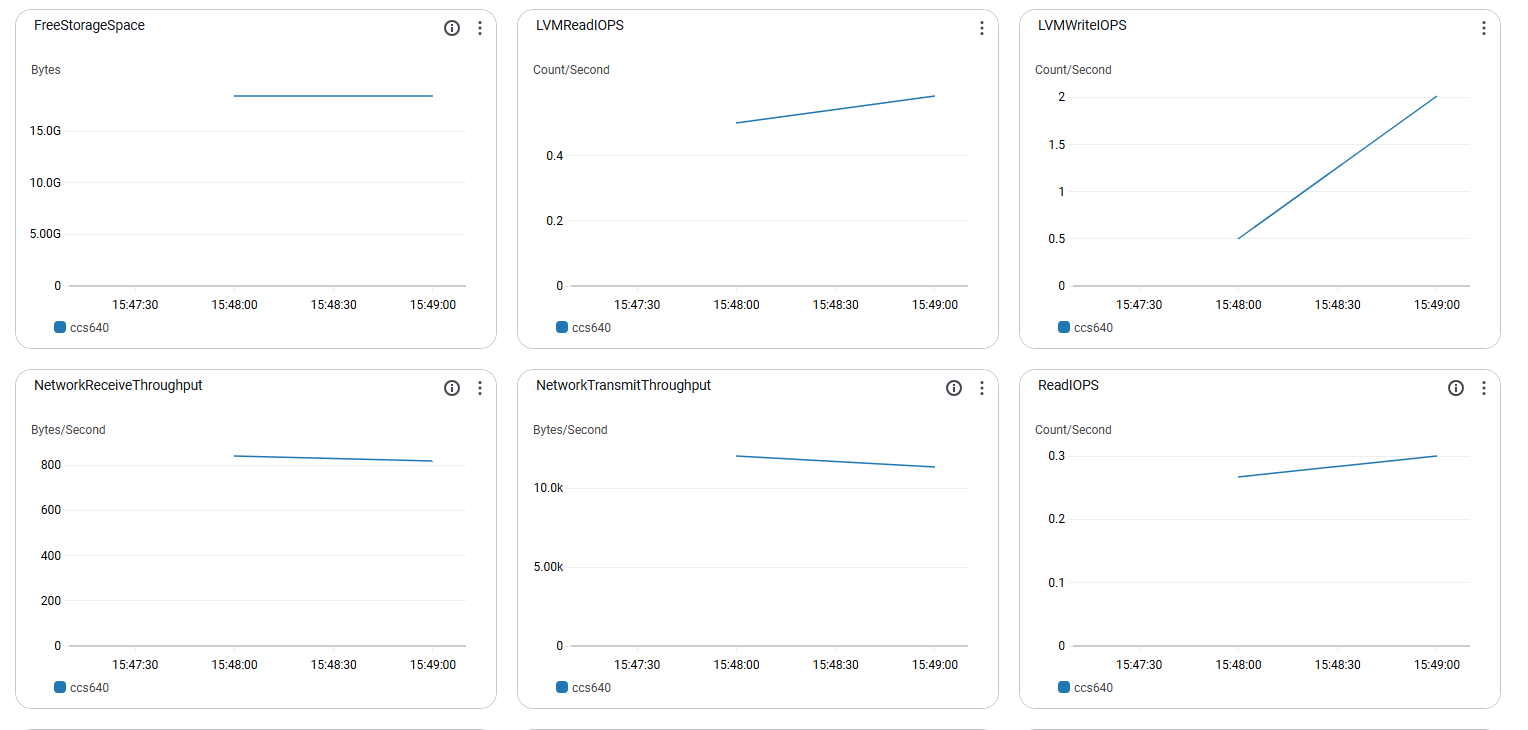 FreeStorageSpace
Bytes
15.0G
10.0G
5.00G
0
15:47:30 15:48:00 15:48:30 15:49:00
ccs640
LVMReadIOPS
Count/Second
0.4
0.2
0
15:47:30 15:48:00 15:48:30 15:49:00
ccs640
LVMWriteIOPS
Count/Second
2
1.5
1
0.5
0
15:47:30 15:48:00 15:48:30 15:49:00
ccs640
NetworkReceiveThroughput
Bytes/Second
800
600
400
200
0
15:47:30 15:48:00 15:48:30 15:49:00
ccs640
NetworkTransmitThroughput
Bytes/Second
10.0k
5.00k
0
15:47:30 15:48:00 15:48:30 15:49:00
ccs640
ReadIOPS
Count/Second
0.3
0.2
0.1
0
15:47:30 15:48:00 15:48:30 15:49:00
ccs640